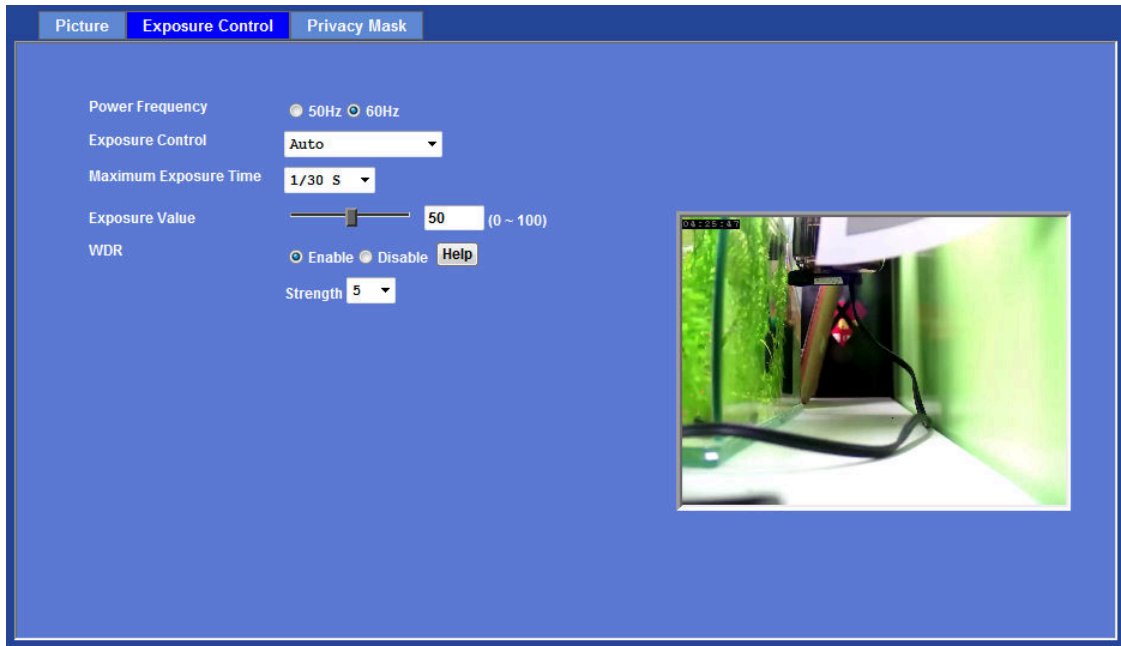 Picture Exposure Control Privacy Mask
Power Frequency 50Hz 60Hz
Exposure Control Auto
Maximum Exposure Time 1/30 S
Exposure Value 50 (0 ~ 100)
04:25:47
WDR Enable Disable Help
Strength 5